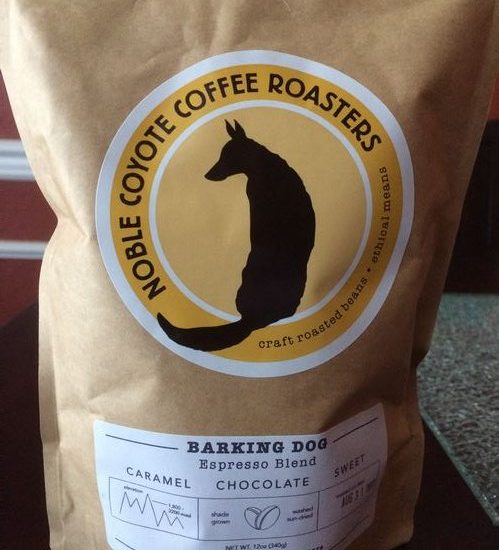 NOBLE COYOTE COFFEE ROASTERS
craft roasted beans • ethical means
BARKING DOG
Espresso Blend
CARAMEL CHOCOLATE SWEET
elevation
shade
grown
washed
sun-dried
NET WT. 12oz (340g)